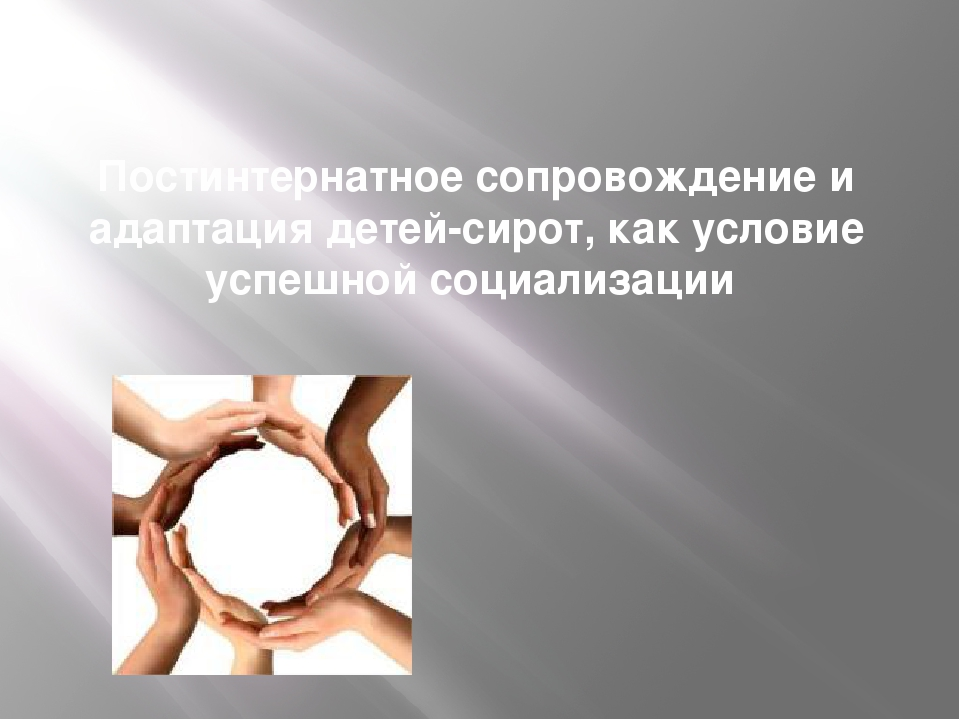 Постинтернатное сопровождение и
адаптация детей-сирот, как условие
успешной социализации